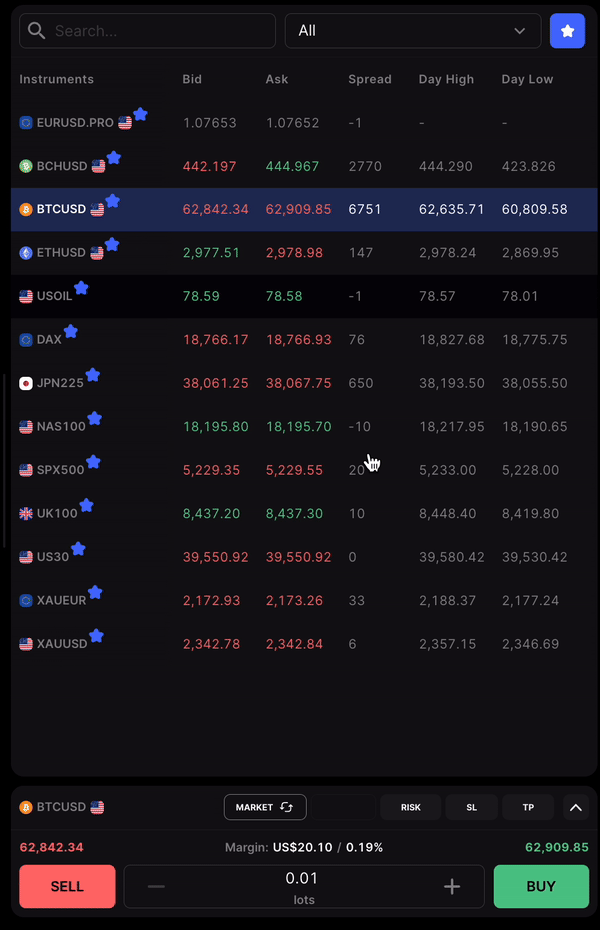 Search... All
Instruments Bid Ask Spread Day High Day Low
EURUSD.PRO 1.07653 1.07652 -1 - -
BCHUSD 442.197 444.967 2770 444.290 423.826
BTCUSD 62,842.34 62,909.85 6751 62,635.71 60,809.58
ETHUSD 2,977.51 2,978.98 147 2,978.24 2,869.95
USOIL 78.59 78.58 -1 78.57 78.01
DAX 18,766.17 18,766.93 76 18,827.68 18,775.75
JPN225 38,061.25 38,067.75 650 38,193.50 38,055.50
NAS100 18,195.80 18,195.70 -10 18,217.95 18,190.65
SPX500 5,229.35 5,229.55 20 5,233.00 5,228.00
UK100 8,437.20 8,437.30 10 8,448.40 8,419.80
US30 39,550.92 39,550.92 0 39,580.42 39,530.42
XAUEUR 2,172.93 2,173.26 33 2,188.37 2,177.24
XAUUSD 2,342.78 2,342.84 6 2,357.15 2,346.69
BTCUSD MARKET RISK SL TP
62,842.34 Margin: US$20.10 / 0.19% 62,909.85
SELL 0.01 BUY
lots